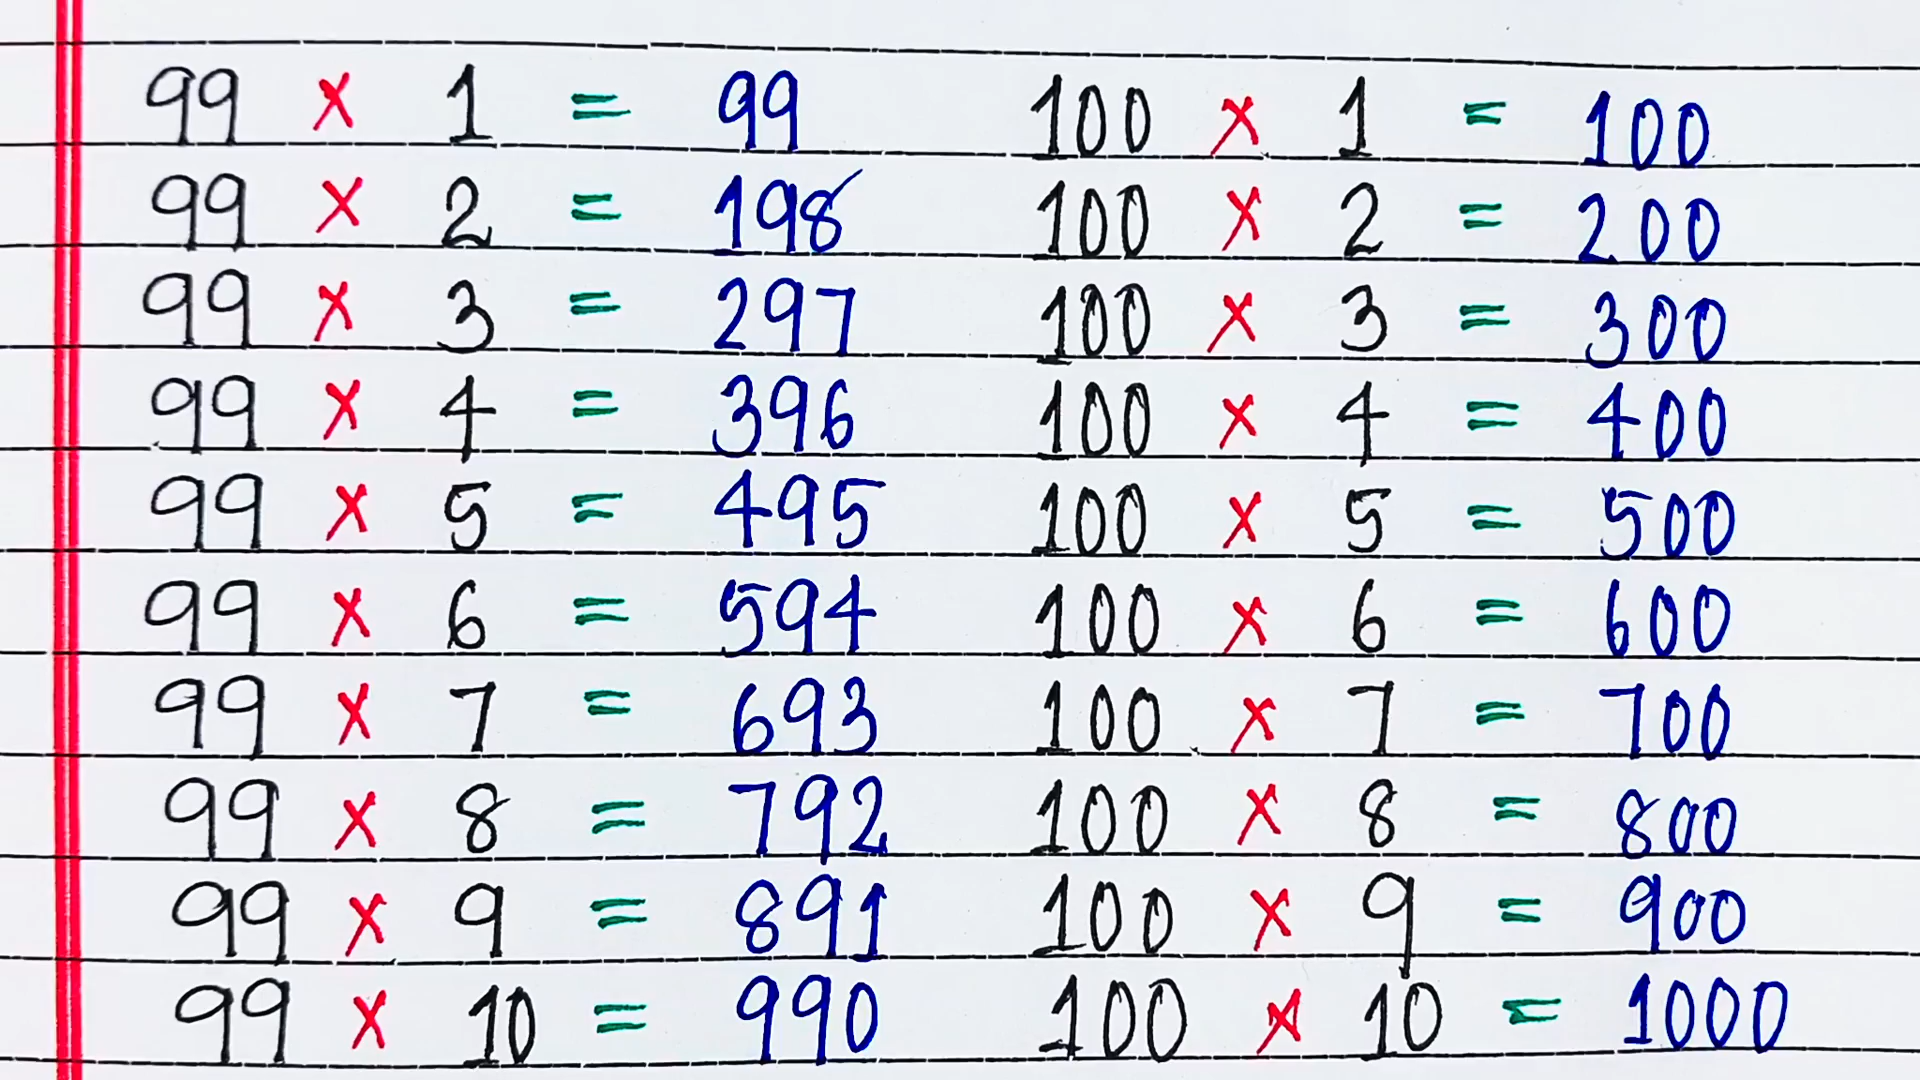 99 × 1 = 99 100 × 1 = 100
99 × 2 = 198 100 × 2 = 200
99 × 3 = 297 100 × 3 = 300
99 × 4 = 396 100 × 4 = 400
99 × 5 = 495 100 × 5 = 500
99 × 6 = 594 100 × 6 = 600
99 × 7 = 693 100 × 7 = 700
99 × 8 = 792 100 × 8 = 800
99 × 9 = 891 100 × 9 = 900
99 × 10 = 990 100 × 10 = 1000